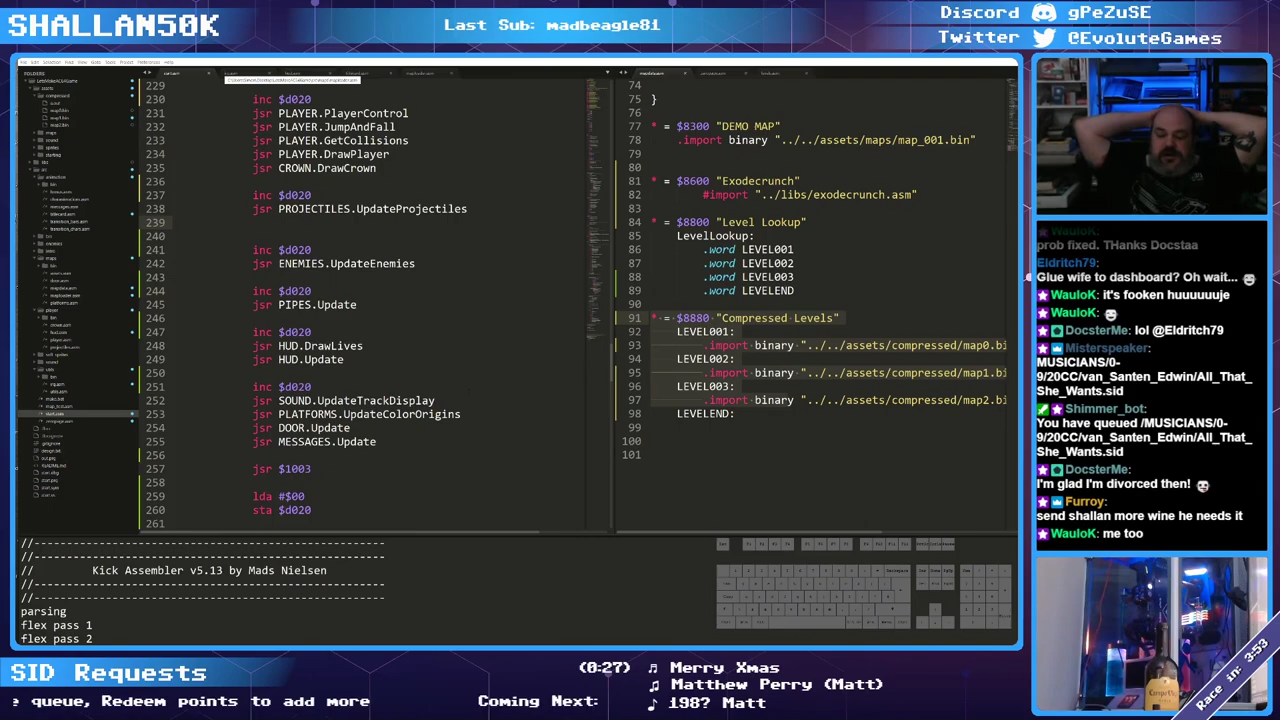 SHALLAN50K
Last Sub: madbeagle81
Discord gPeZuSE
Twitter @EvoluteGames
FOLDERS
229
230 inc $d020
231 jsr PLAYER.PlayerControl
232 jsr PLAYER.JumpAndFall
233 jsr PLAYER.GetCollisions
234 jsr PLAYER.DrawPlayer
235 jsr CROWN.DrawCrown
236
237 inc $d020
238 jsr PROJECTILES.UpdateProjectiles
239
240
241 inc $d020
242 jsr ENEMIES.UpdateEnemies
243
244 inc $d020
245 jsr PIPES.Update
246
247 inc $d020
248 jsr HUD.DrawLives
249 jsr HUD.Update
250
251 inc $d020
252 jsr SOUND.UpdateTrackDisplay
253 jsr PLATFORMS.UpdateColorOrigins
254 jsr DOOR.Update
255 jsr MESSAGES.Update
256
257 jsr $1003
258
259 lda #$00
260 sta $d020
261
74
75 }
76
77 * = $8300 "DEMO MAP"
78 .import binary "../../assets/maps/map_001.bin"
79
80
81 * = $8600 "Exodecrunch"
82 #import "../libs/exodecrunch.asm"
83
84 * = $8800 "Level Lookup"
85 LevelLookup:
86 .word LEVEL001
87 .word LEVEL002
88 .word LEVEL003
89 .word LEVELEND
90
91 * = $8880 "Compressed Levels"
92 LEVEL001:
93 .import binary "../../assets/compressed/map0.bi
94 LEVEL002:
95 .import binary "../../assets/compressed/map1.bi
96 LEVEL003:
97 .import binary "../../assets/compressed/map2.bi
98 LEVELEND:
99
100
101
WauloK:
prob fixed. THanks Docstaa
Eldritch79:
Glue wife to dashboard? Oh wait...
WauloK: it's fooken huuuuuje
WauloK:
DocsterMe: lol @Eldritch79
Misterspeaker:
MUSICIANS/0-
9/20CC/van_Santen_Edwin/All_That_
She_Wants.sid
Shimmer_bot:
You have queued /MUSICIANS/0-
9/20CC/van_Santen_Edwin/All_That_
She_Wants.sid
DocsterMe:
I'm glad I'm divorced then!
Furroy:
send shallan more wine he needs it
WauloK: me too
//--------------------------------------------------
//--------------------------------------------------
// Kick Assembler v5.13 by Mads Nielsen
//--------------------------------------------------
//--------------------------------------------------
parsing
flex pass 1
flex pass 2
Race in: 3:53
SID Requests
e queue, Redeem points to add more
Coming Next:
(0:27) Merry Xmas
Matthew Perry (Matt)
198? Matt